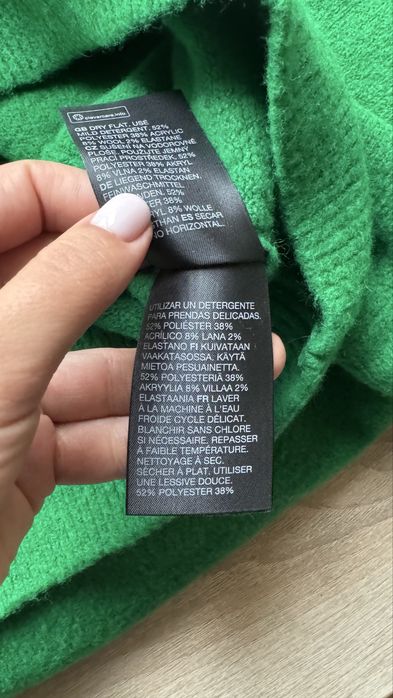 clevercare.info
GB DRY FLAT. USE
MILD DETERGENT. 52%
POLYESTER 38% ACRYLIC
8% WOOL 2% ELASTANE
CZ SUŠENÍ NA VODOROVNÉ
PLOŠE. POUŽIJTE JEMNÝ
PRACÍ PROSTŘEDEK. 52%
POLYESTER 38% AKRYL
8% VLNA 2% ELASTAN
DE LIEGEND TROCKNEN.
FEINWASCHMITTEL
52%
38%
8% WOLLE
ES SECAR
HORIZONTAL.
UTILIZAR UN DETERGENTE
PARA PRENDAS DELICADAS.
52% POLIÉSTER 38%
ACRÍLICO 8% LANA 2%
ELASTANO FI KUIVATAAN
VAAKATASOSSA. KÄYTÄ
MIETOA PESUAINETTA.
52% POLYESTERIÄ 38%
AKRYYLIA 8% VILLAA 2%
ELASTAANIA FR LAVER
À LA MACHINE À L'EAU
FROIDE CYCLE DÉLICAT.
BLANCHIR SANS CHLORE
SI NÉCESSAIRE. REPASSER
À FAIBLE TEMPÉRATURE.
NETTOYAGE À SEC.
SÉCHER À PLAT. UTILISER
UNE LESSIVE DOUCE.
52% POLYESTER 38%